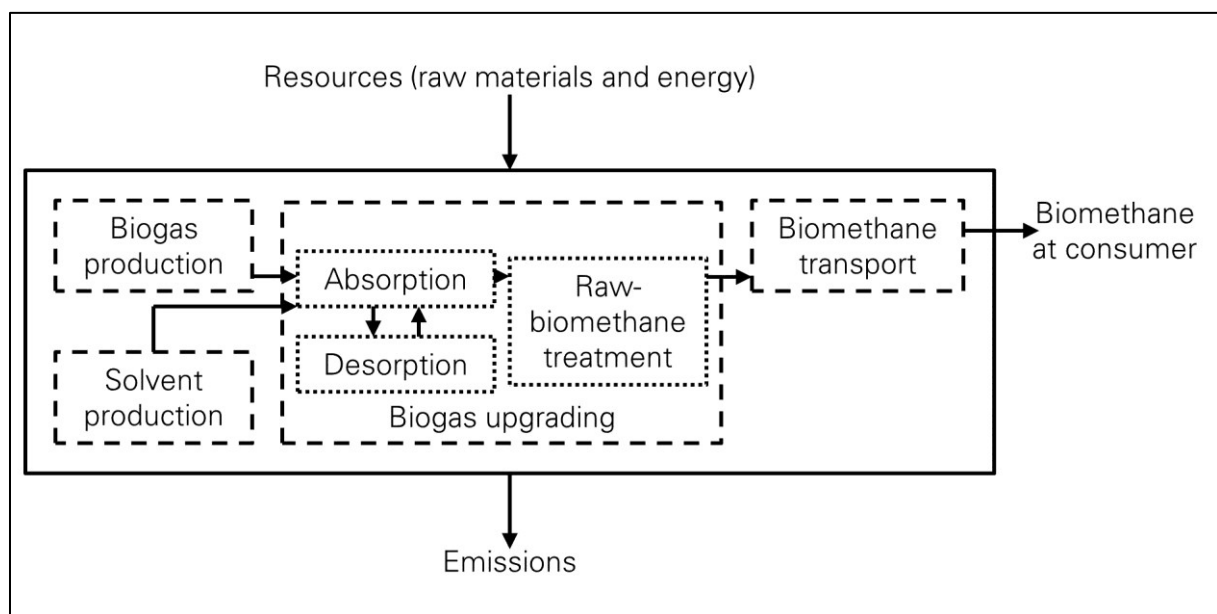 Resources (raw materials and energy)
Biogas
production
Solvent
production
Absorption
Desorption
Raw-
biomethane
treatment
Biogas upgrading
Biomethane
transport
Biomethane
at consumer
Emissions